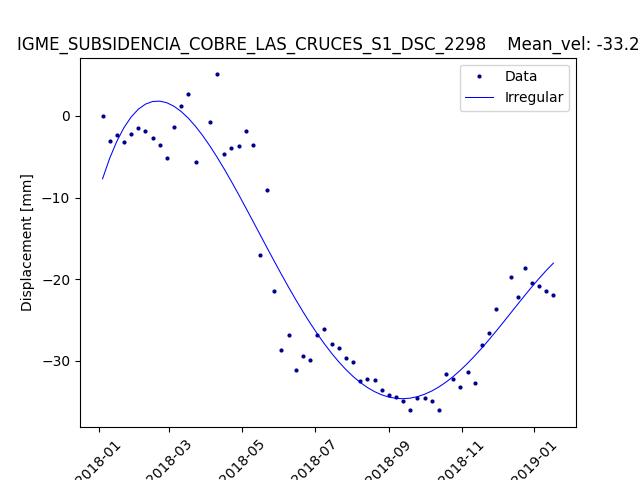 IGME_SUBSIDENCIA_COBRE_LAS_CRUCES_S1_DSC_2298 Mean_vel: -33.2
Data
Irregular
Displacement [mm]
0
−10
−20
−30
2018-01
2018-03
2018-05
2018-07
2018-09
2018-11
2019-01